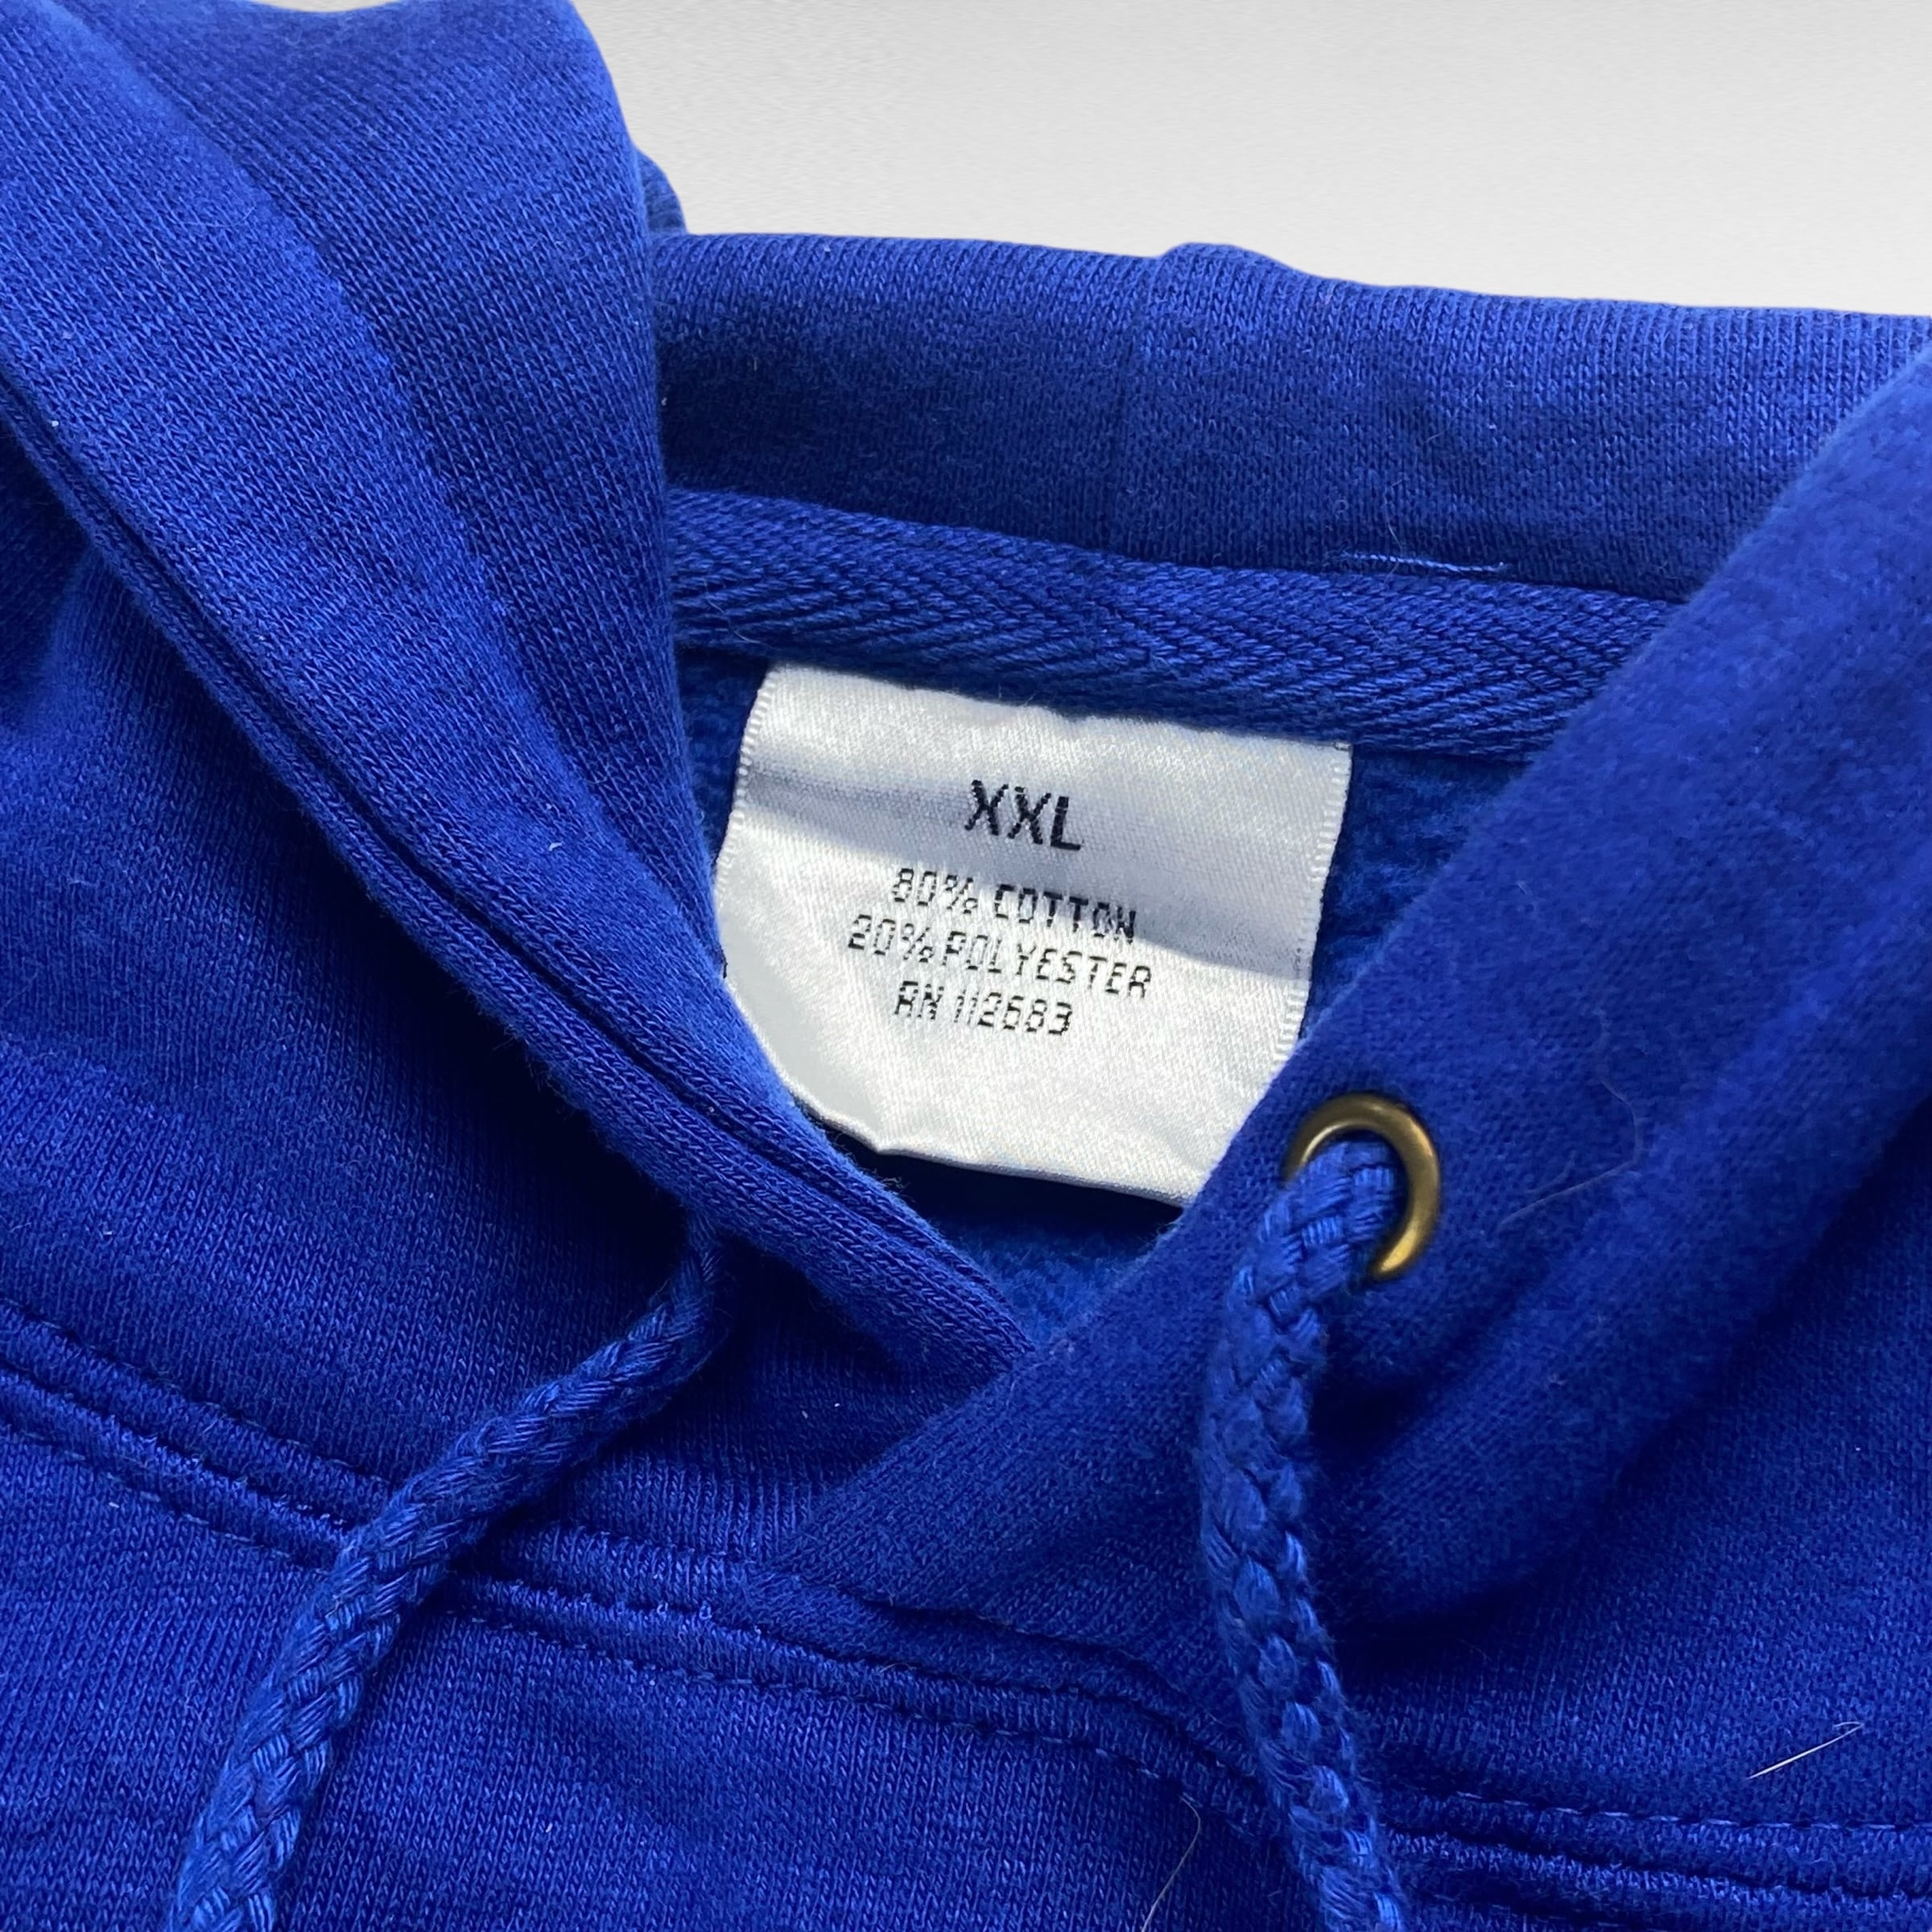 XXL
80% COTTON
20% POLYESTER
RN 112683